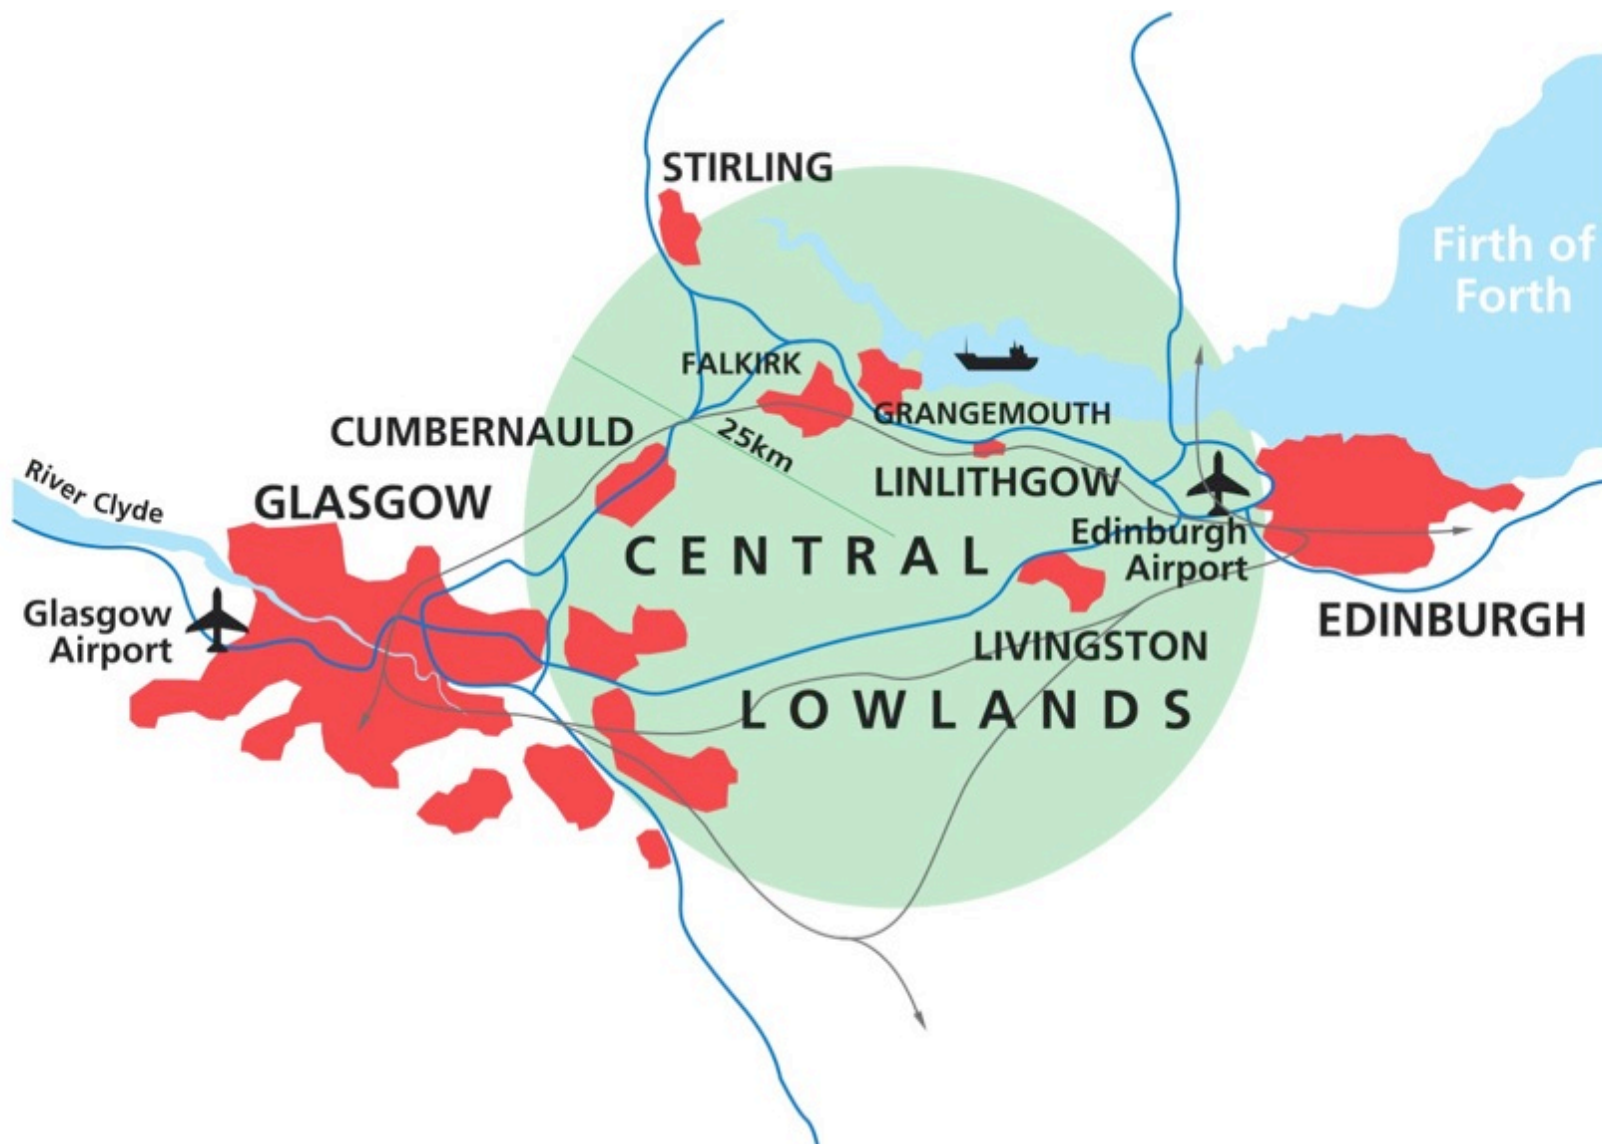 STIRLING
Firth of
Forth
FALKIRK
GRANGEMOUTH
CUMBERNAULD
25km
LINLITHGOW
River Clyde
GLASGOW
Edinburgh
Airport
CENTRAL
Glasgow
Airport
EDINBURGH
LIVINGSTON
LOWLANDS